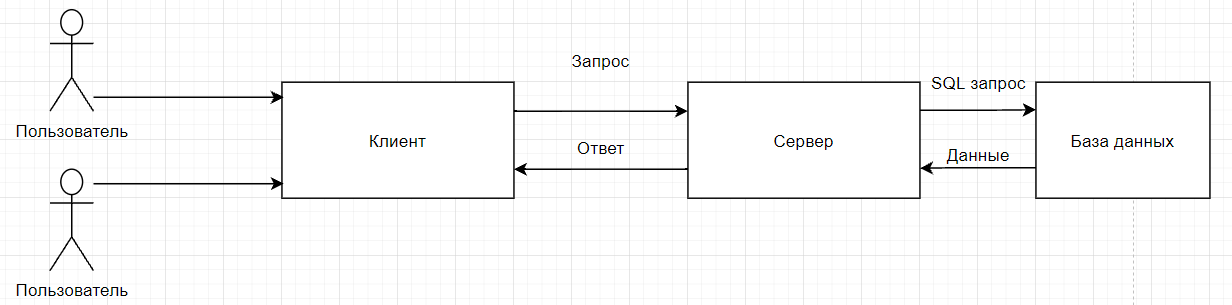 Пользователь
Пользователь
Клиент
Запрос
Ответ
Сервер
SQL запрос
Данные
База данных